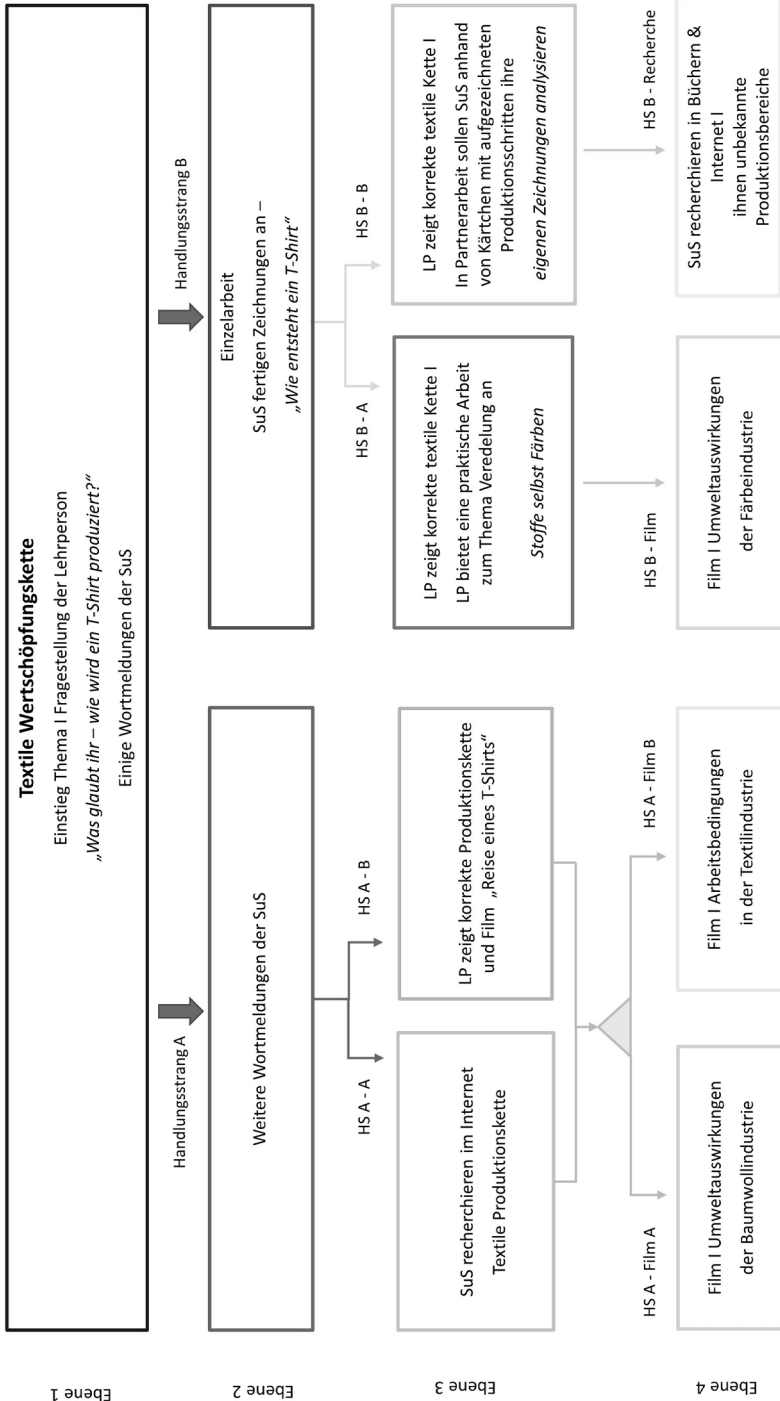 Textile Wertschöpfungskette
Einstieg Thema I Fragestellung der Lehrperson
„Was glaubt ihr – wie wird ein T-Shirt produziert?“
Einige Wortmeldungen der SuS
Ebene 1
Handlungsstrang A
Handlungsstrang B
Weitere Wortmeldungen der SuS
Einzelarbeit
SuS fertigen Zeichnungen an –
„Wie entsteht ein T-Shirt“
Ebene 2
HS A - A
HS A - B
HS B - A
HS B - B
SuS recherchieren im Internet
Textile Produktionskette
LP zeigt korrekte Produktionskette
und Film „Reise eines T-Shirts“
LP zeigt korrekte textile Kette I
LP bietet eine praktische Arbeit
zum Thema Veredelung an
Stoffe selbst Färben
LP zeigt korrekte textile Kette I
In Partnerarbeit sollen SuS anhand
von Kärtchen mit aufgezeichneten
Produktionsschritten ihre
eigenen Zeichnungen analysieren
Ebene 3
HS A - Film A
HS A - Film B
HS B - Film
HS B - Recherche
Film I Umweltauswirkungen
der Baumwollindustrie
Film I Arbeitsbedingungen
in der Textilindustrie
Film I Umweltauswirkungen
der Färbeindustrie
SuS recherchieren in Büchern &
Internet I
ihnen unbekannte
Produktionsbereiche
Ebene 4